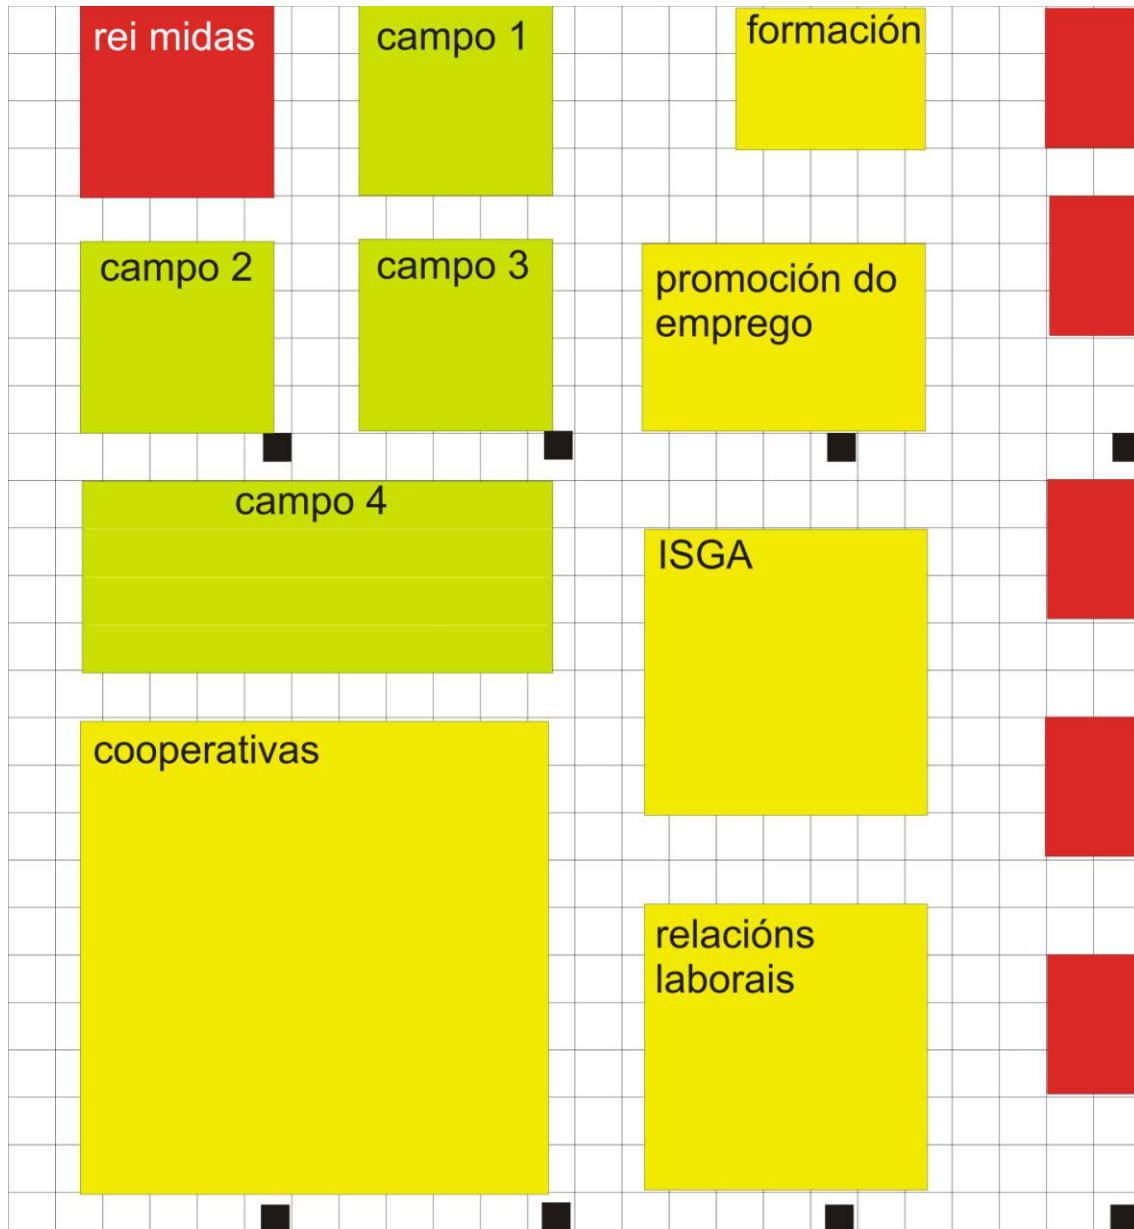 rei midas
campo 1
formación
campo 2
campo 3
promoción do
emprego
campo 4
ISGA
cooperativas
relacións
laborais